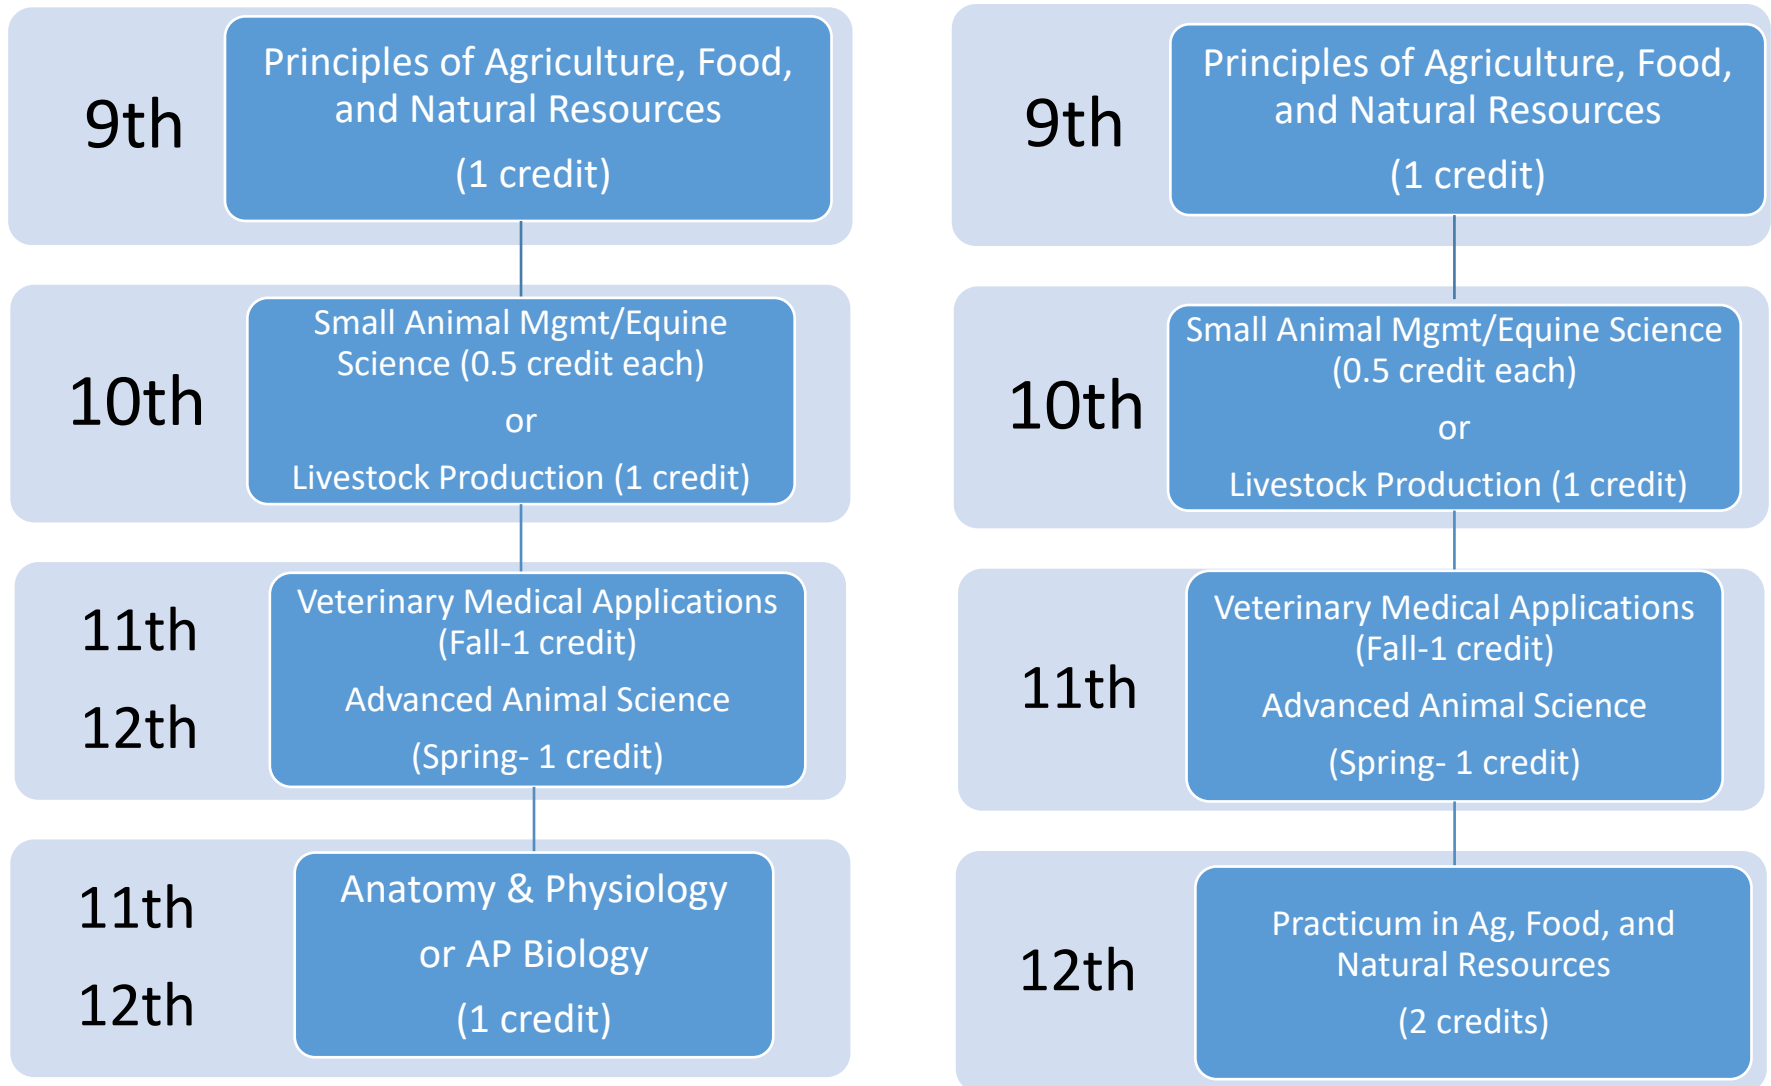 9th
Principles of Agriculture, Food,
and Natural Resources
(1 credit)
10th
Small Animal Mgmt/Equine
Science (0.5 credit each)
or
Livestock Production (1 credit)
11th
12th
Veterinary Medical Applications
(Fall-1 credit)
Advanced Animal Science
(Spring- 1 credit)
11th
12th
Anatomy & Physiology
or AP Biology
(1 credit)
9th
Principles of Agriculture, Food,
and Natural Resources
(1 credit)
10th
Small Animal Mgmt/Equine Science
(0.5 credit each)
or
Livestock Production (1 credit)
11th
Veterinary Medical Applications
(Fall-1 credit)
Advanced Animal Science
(Spring- 1 credit)
12th
Practicum in Ag, Food, and
Natural Resources
(2 credits)